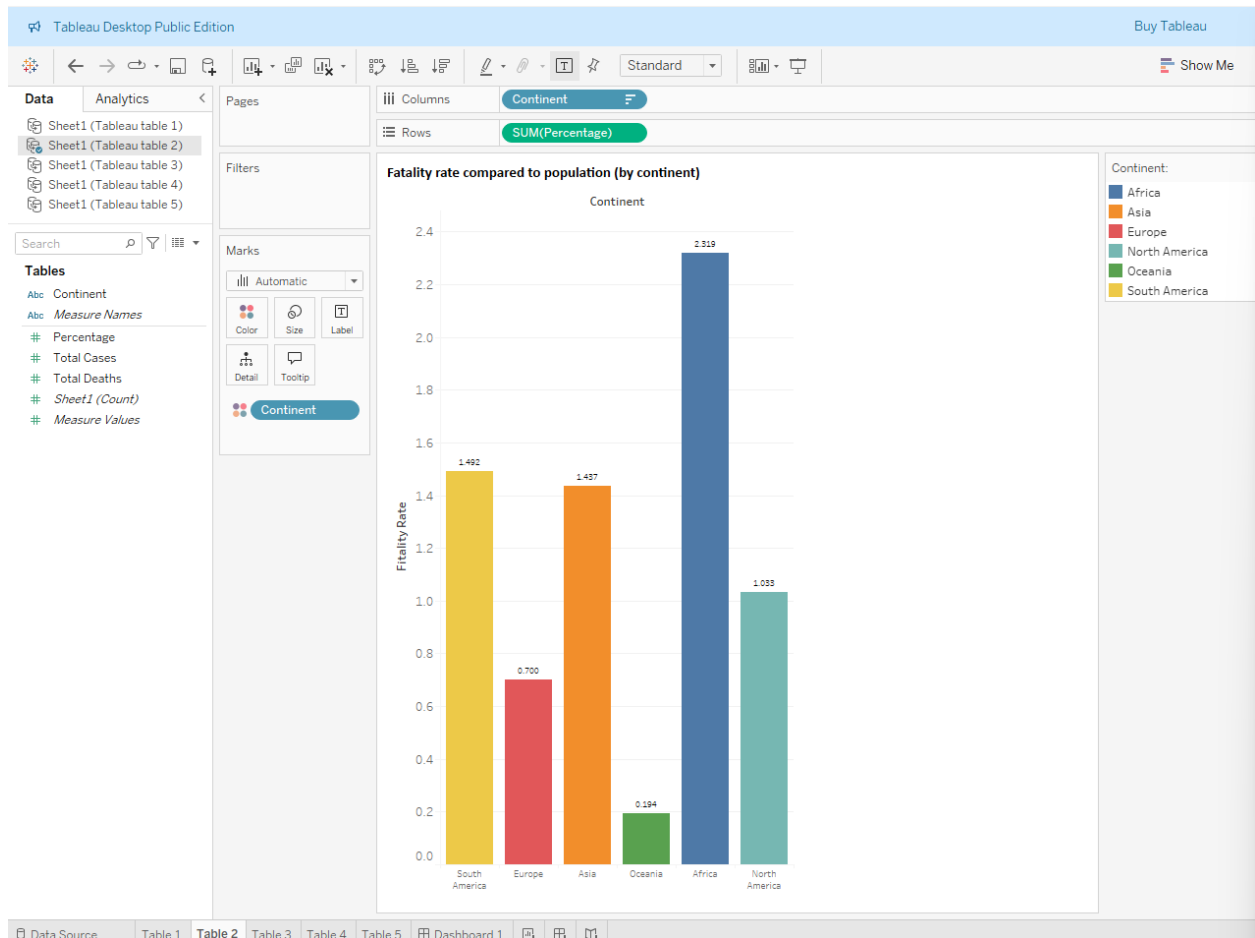 Tableau Desktop Public Edition
Buy Tableau
Standard
Show Me
Data
Analytics
Pages
Columns
Continent
Rows
SUM(Percentage)
Sheet1 (Tableau table 1)
Sheet1 (Tableau table 2)
Sheet1 (Tableau table 3)
Sheet1 (Tableau table 4)
Sheet1 (Tableau table 5)
Search
Tables
Abc Continent
Abc Measure Names
# Percentage
# Total Cases
# Total Deaths
# Sheet1 (Count)
# Measure Values
Filters
Marks
Automatic
Color
Size
T
Label
Detail
Tooltip
Continent
Fatality rate compared to population (by continent)
Continent
2.4
2.2
2.0
1.8
1.6
1.4
1.2
1.0
0.8
0.6
0.4
0.2
0.0
Fitality Rate
1.492
0.700
1.437
0.194
2.319
1.033
South
America
Europe
Asia
Oceania
Africa
North
America
Continent:
Africa
Asia
Europe
North America
Oceania
South America
Data Source
Table 1
Table 2
Table 3
Table 4
Table 5
Dashboard 1